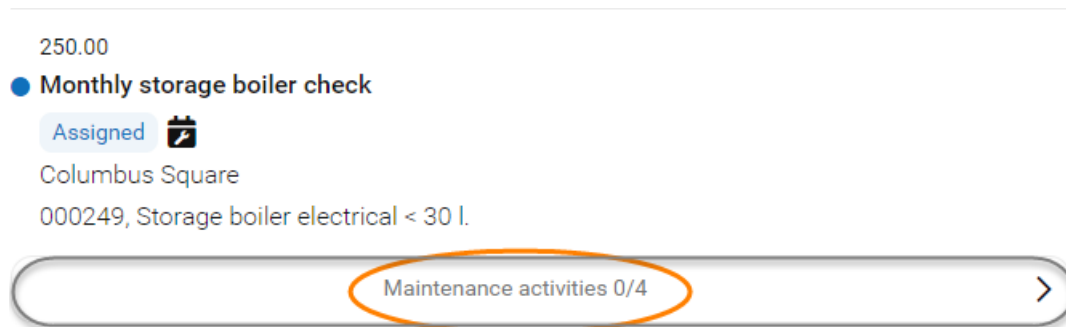 250.00
Monthly storage boiler check
Assigned
Columbus Square
000249, Storage boiler electrical < 30 l.
Maintenance activities 0/4